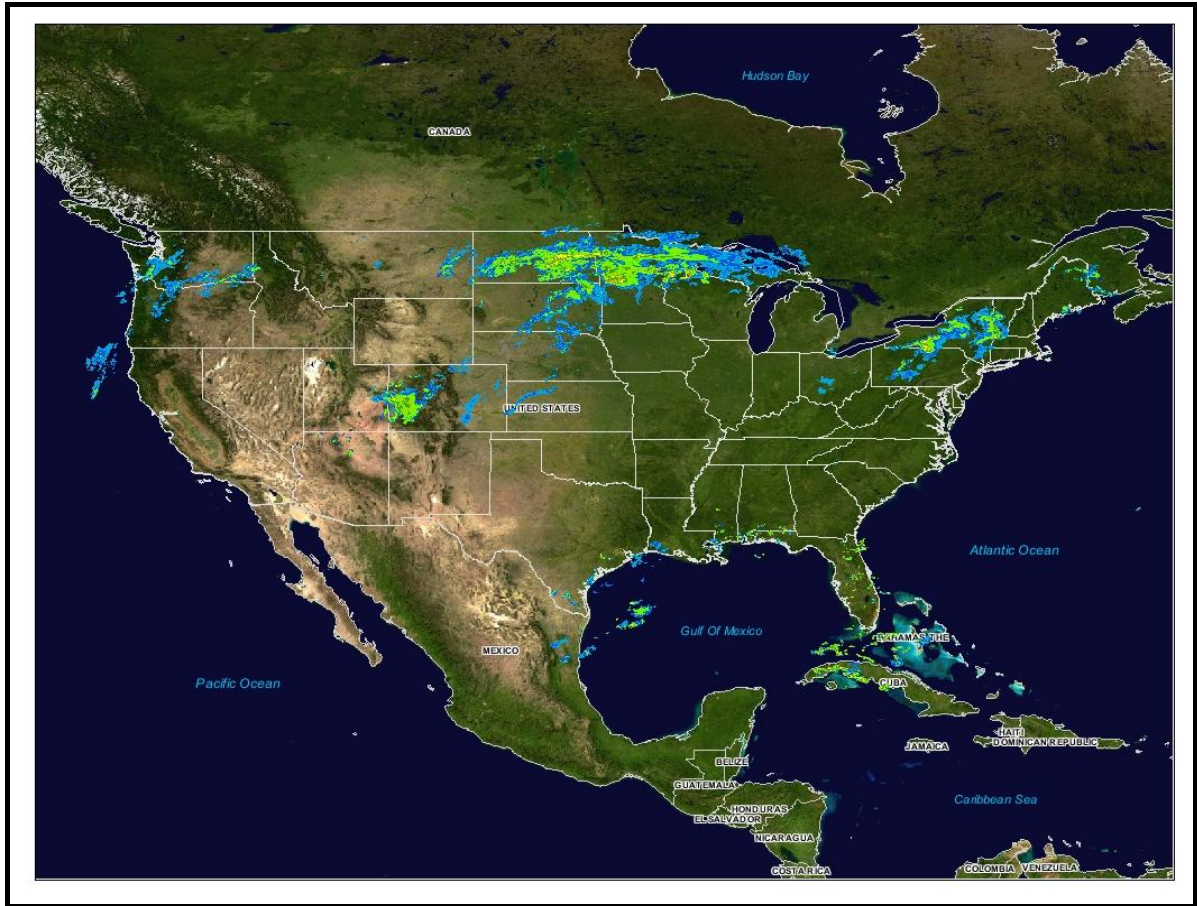 Hudson Bay
CANADA
UNITED STATES
Atlantic Ocean
Gulf Of Mexico
BAHAMAS THE
MEXICO
Pacific Ocean
CUBA
HAITI
DOMINICAN REPUBLIC
JAMAICA
BELIZE
GUATEMALA
Caribbean Sea
HONDURAS
EL SALVADOR
NICARAGUA
COSTA RICA
COLOMBIA
VENEZUELA